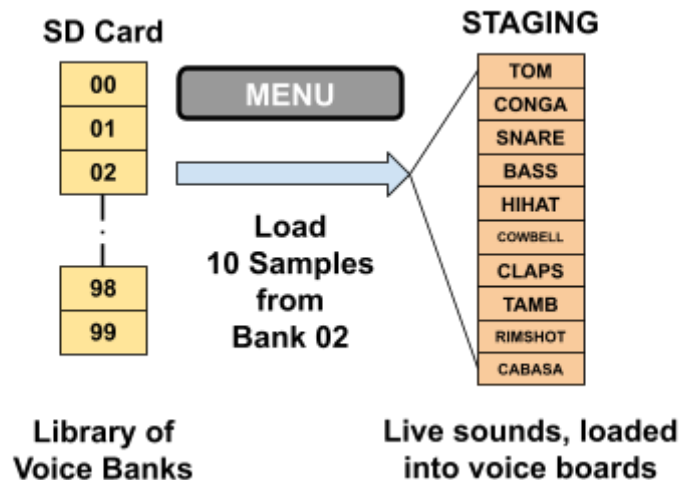 SD Card
00
01
02
98
99
Library of
Voice Banks
MENU
Load
10 Samples
from
Bank 02
STAGING
TOM
CONGA
SNARE
BASS
HIHAT
COWBELL
CLAPS
TAMB
RIMSHOT
CABASA
Live sounds, loaded
into voice boards